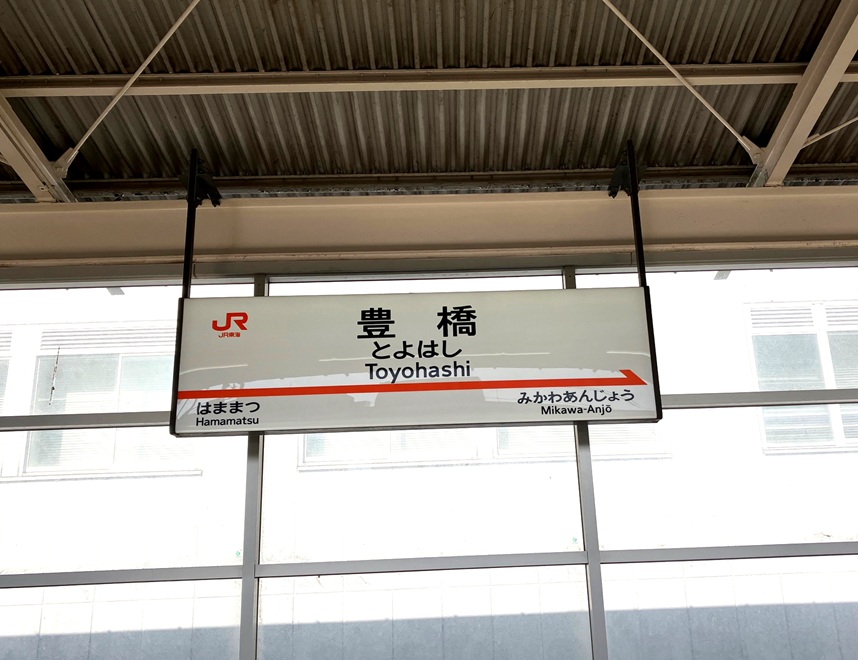 JR
JR東海
豊橋
とよはし
Toyohashi
はままつ
Hamamatsu
みかわあんじょう
Mikawa-Anjō